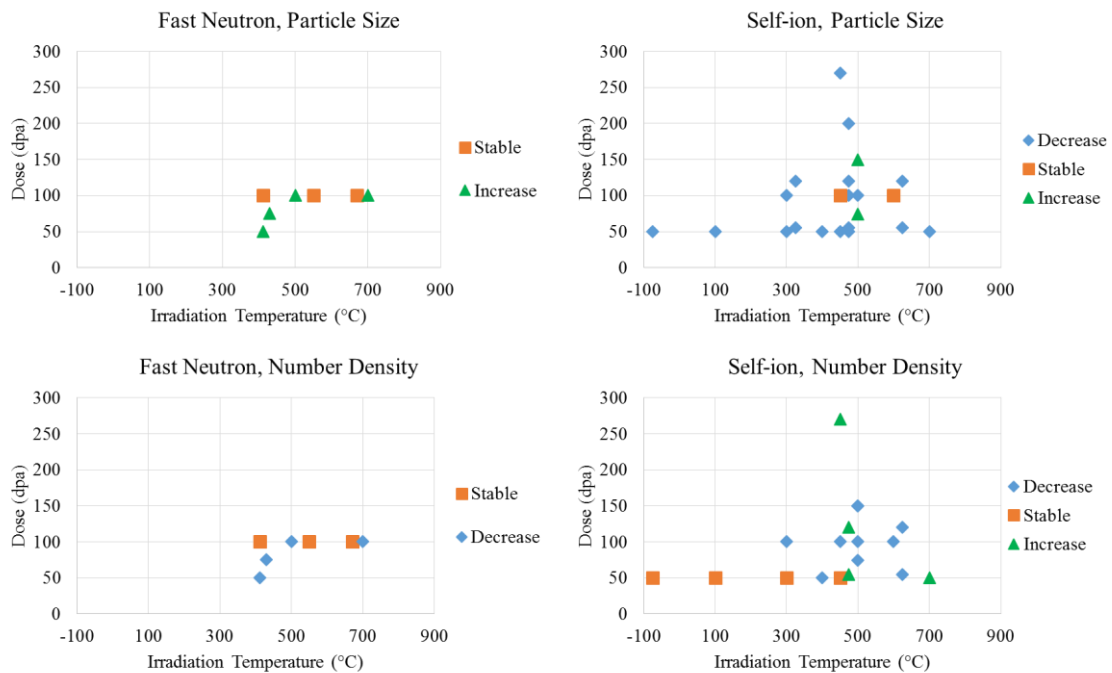 Fast Neutron, Particle Size
300
250
200
150
100
50
0
Dose (dpa)
-100 100 300 500 700 900
Irradiation Temperature (°C)
Stable
Increase
Self-ion, Particle Size
300
250
200
150
100
50
0
Dose (dpa)
-100 100 300 500 700 900
Irradiation Temperature (°C)
Decrease
Stable
Increase
Fast Neutron, Number Density
300
250
200
150
100
50
0
Dose (dpa)
-100 100 300 500 700 900
Irradiation Temperature (°C)
Stable
Decrease
Self-ion, Number Density
300
250
200
150
100
50
0
Dose (dpa)
-100 100 300 500 700 900
Irradiation Temperature (°C)
Decrease
Stable
Increase